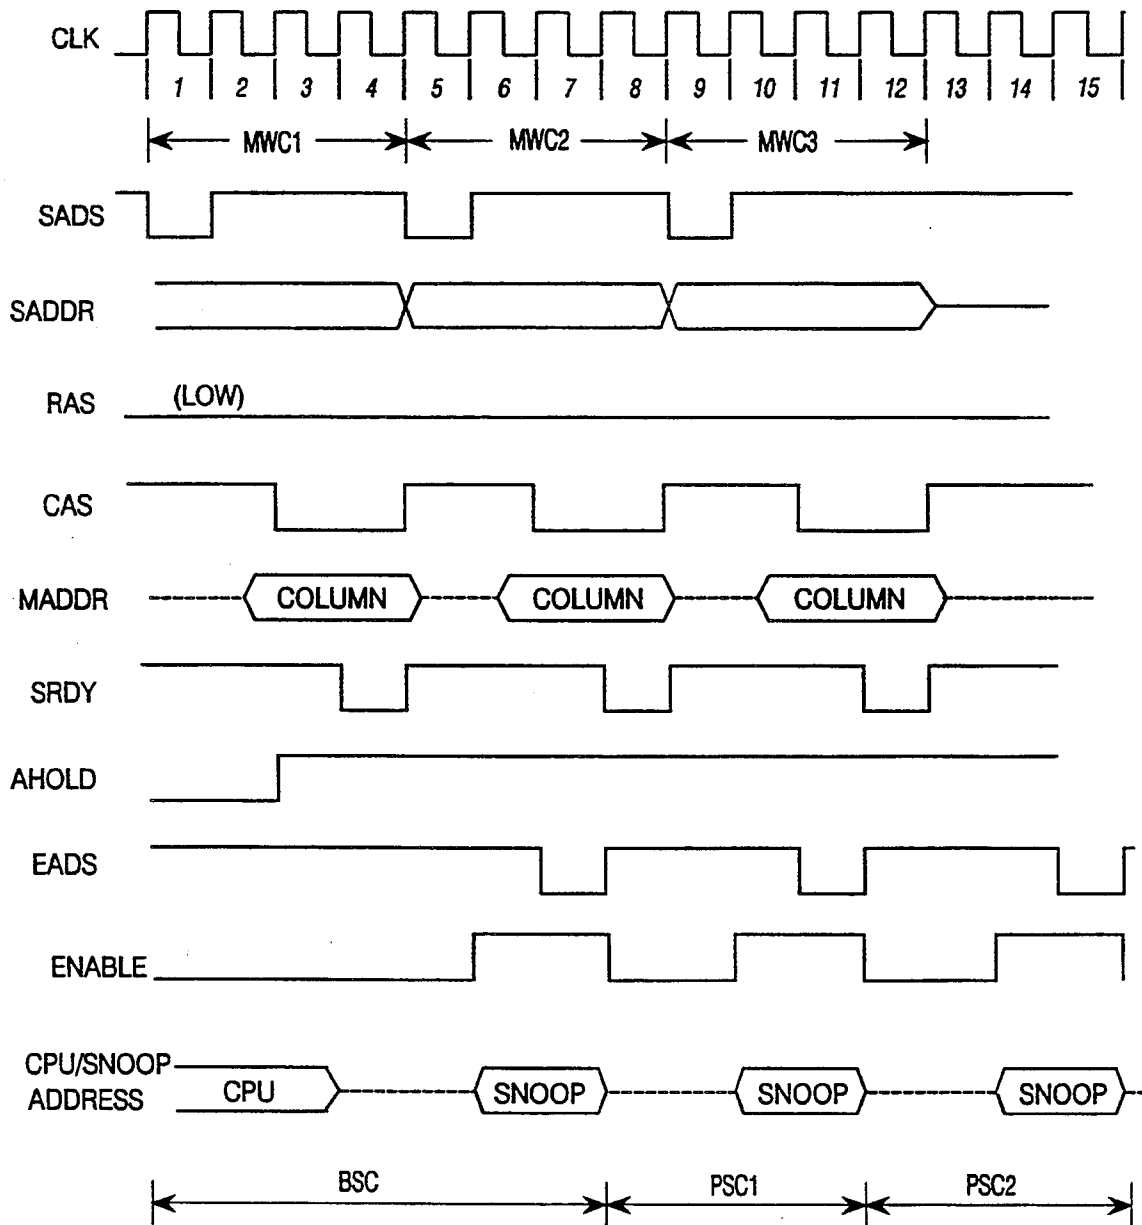 CLK
1 2 3 4 5 6 7 8 9 10 11 12 13 14 15
MWC1 MWC2 MWC3
SADS
SADDR
RAS (LOW)
CAS
MADDR COLUMN COLUMN COLUMN
SRDY
AHOLD
EADS
ENABLE
CPU/SNOOP
ADDRESS CPU SNOOP SNOOP SNOOP
BSC PSC1 PSC2